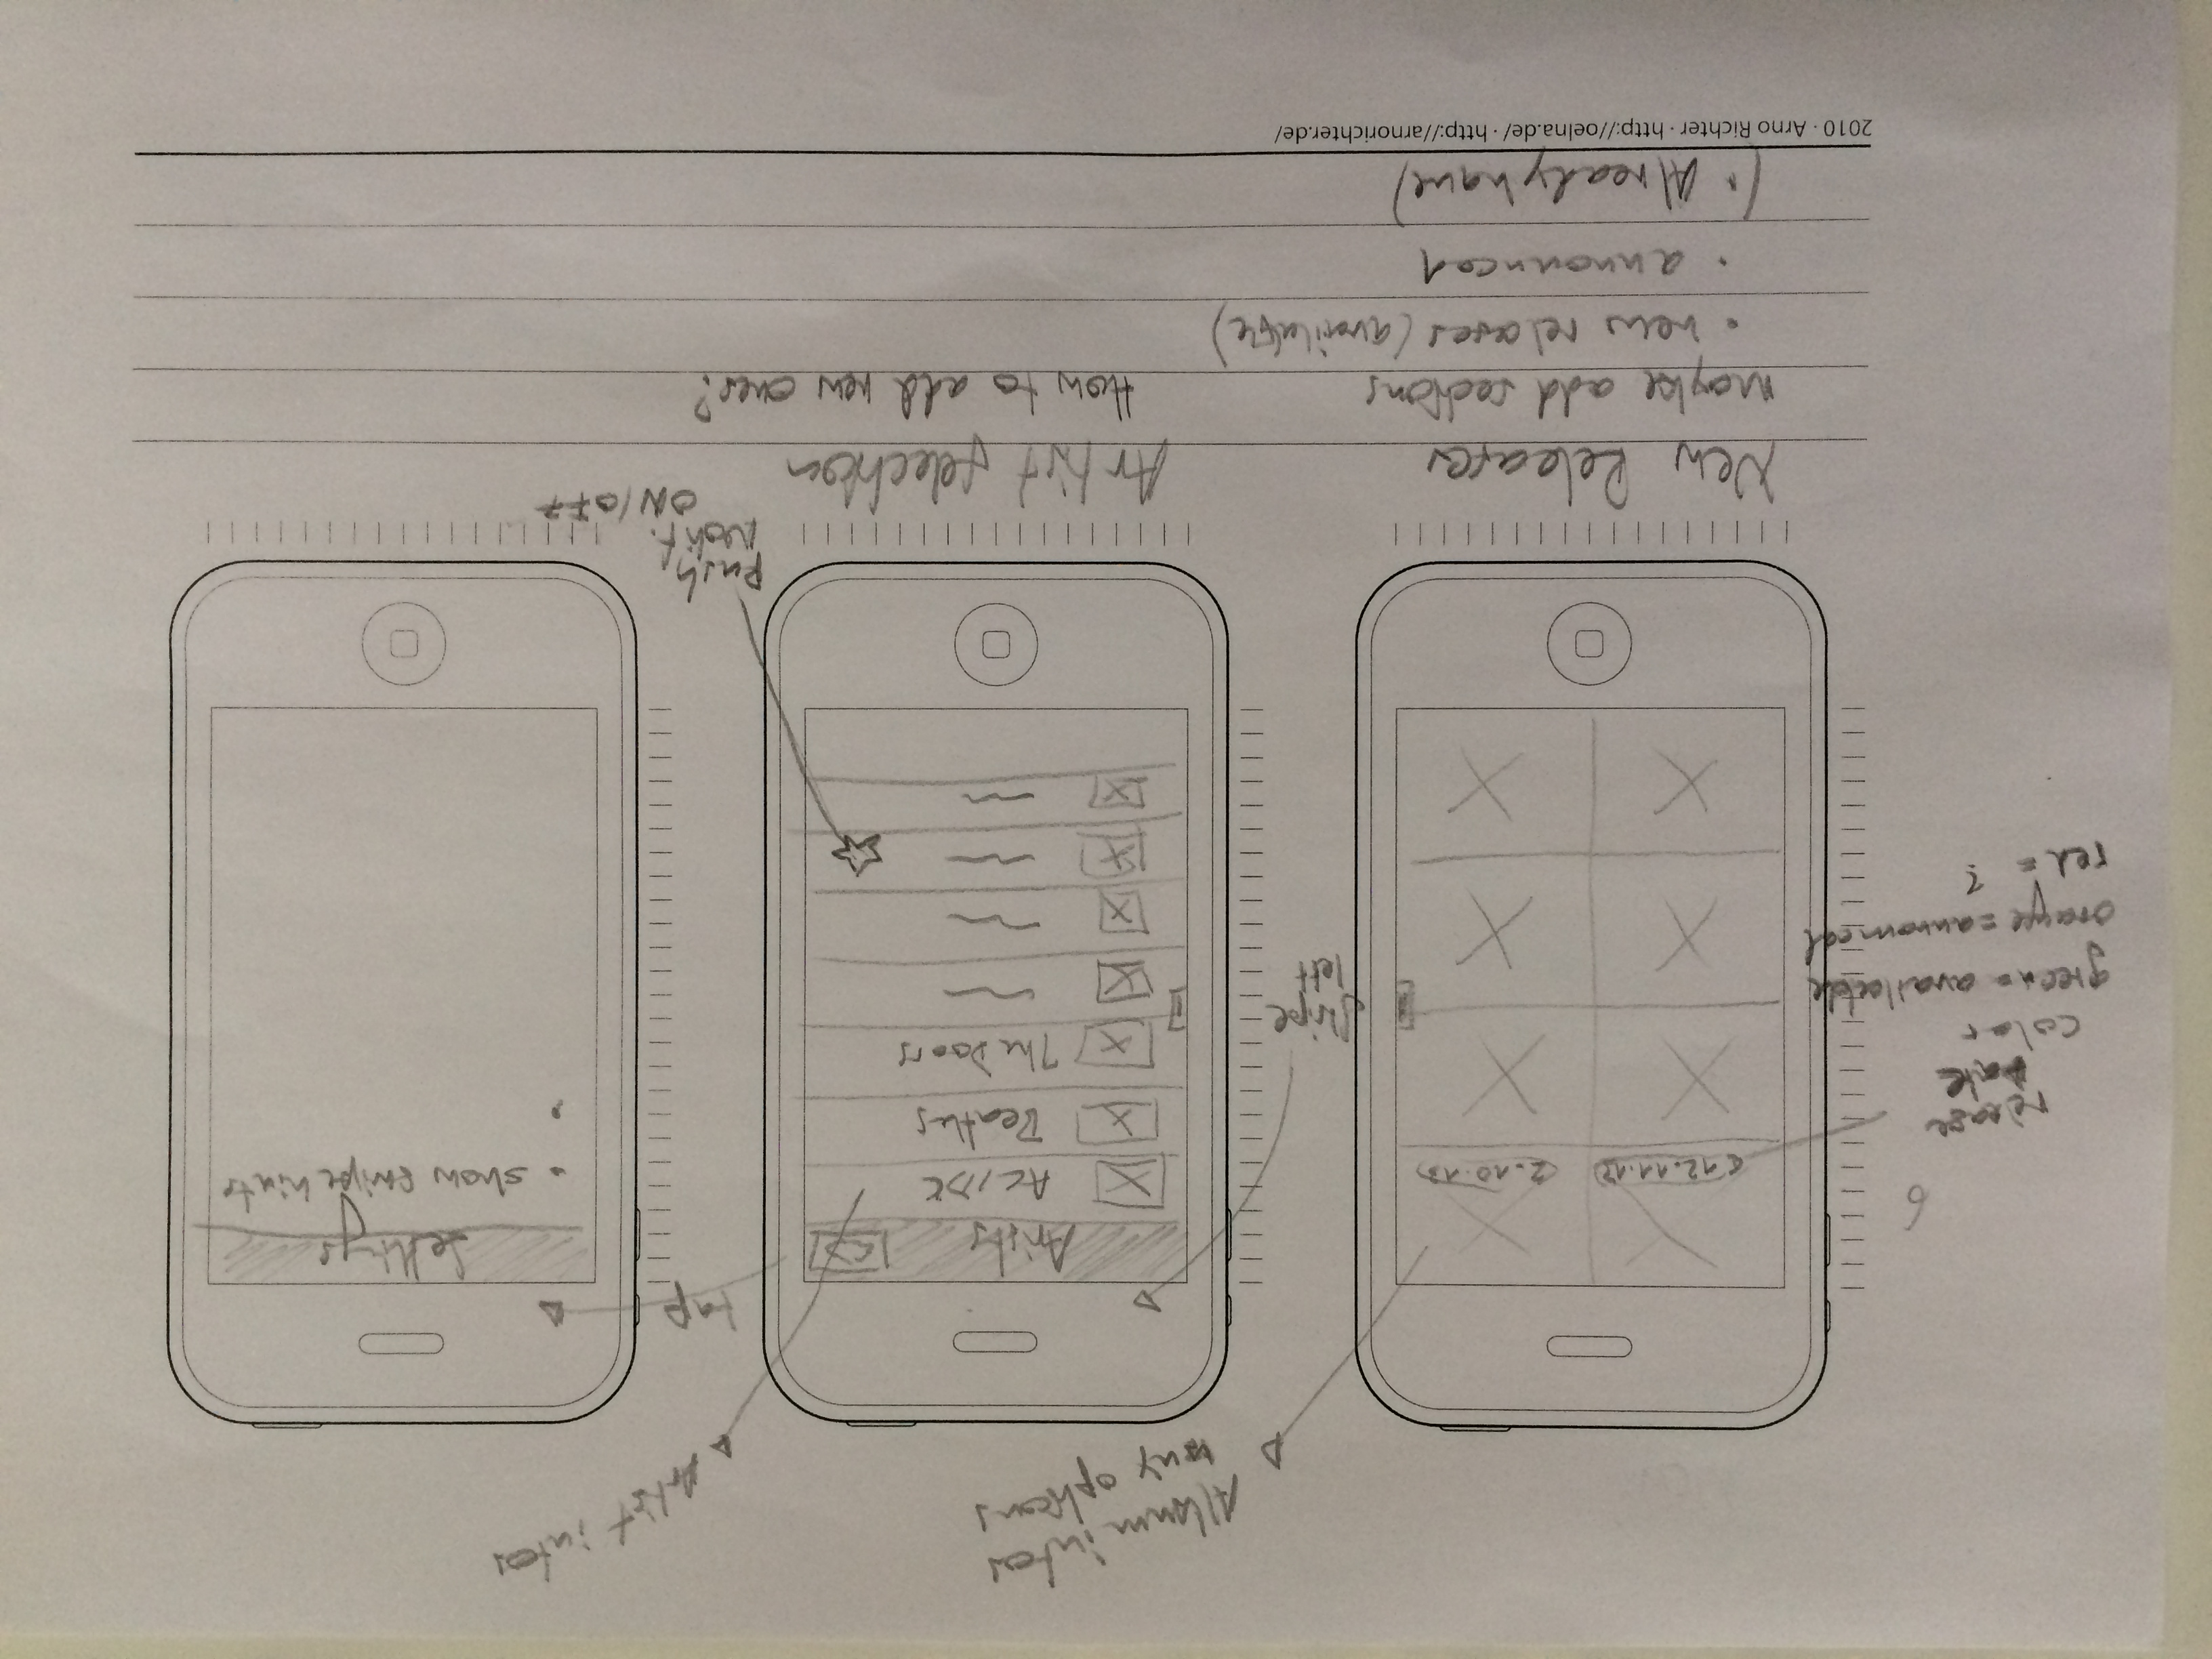 Album infos
buy options
Artist infos
tap
Arists
Settings
6
12.11.13
2.10.13
AC/DC
• show swipe hints
•
release
date
color
green = available
orange = announced
red = ?
Beatles
The Doors
Swipe
left
Push
Notif.
ON/OFF
New Releases
Artist selection
Maybe add sections
How to add new ones?
• new releases (available)
• announced
(• Already have)
2010 · Arno Richter · http://oelna.de/ · http://arnorichter.de/